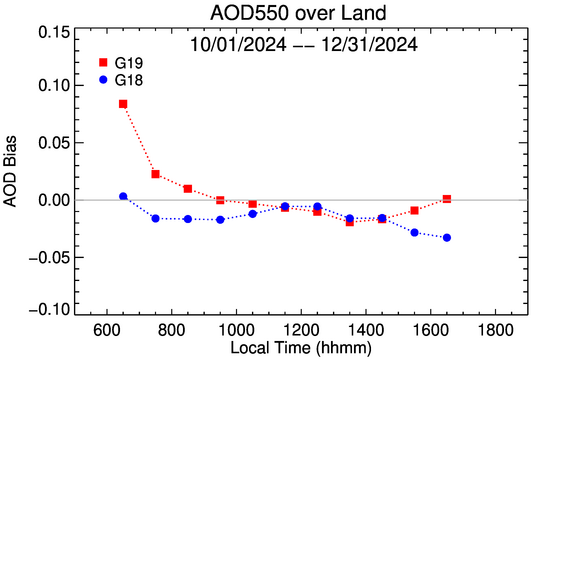 AOD550 over Land
10/01/2024 −− 12/31/2024
G19
G18
0.15
0.10
0.05
0.00
−0.05
−0.10
AOD Bias
600 800 1000 1200 1400 1600 1800
Local Time (hhmm)